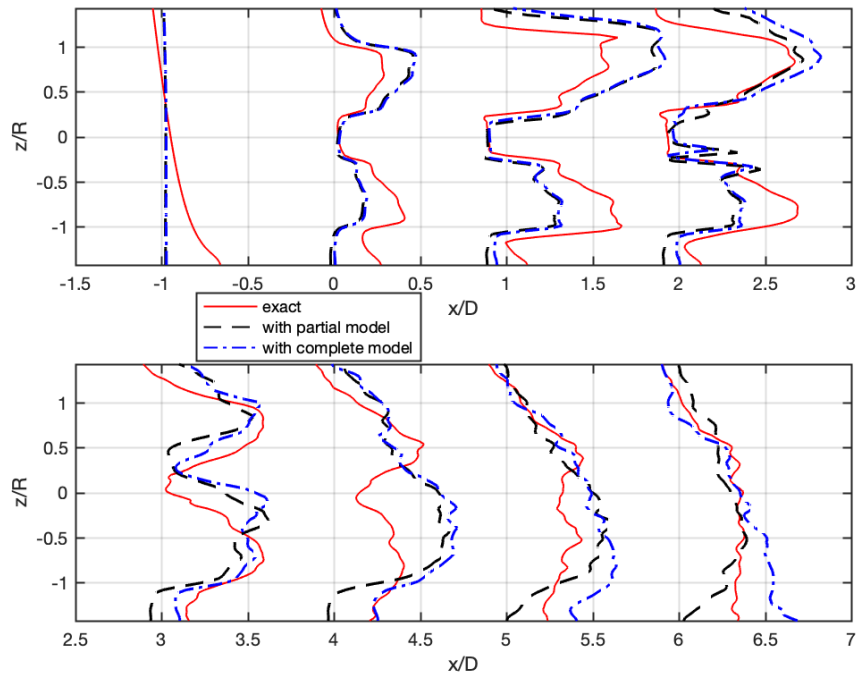 z/R
1
0.5
0
-0.5
-1
-1.5 -1 -0.5 0 0.5 1 1.5 2 2.5 3
x/D
exact
with partial model
with complete model
z/R
1
0.5
0
-0.5
-1
2.5 3 3.5 4 4.5 5 5.5 6 6.5 7
x/D